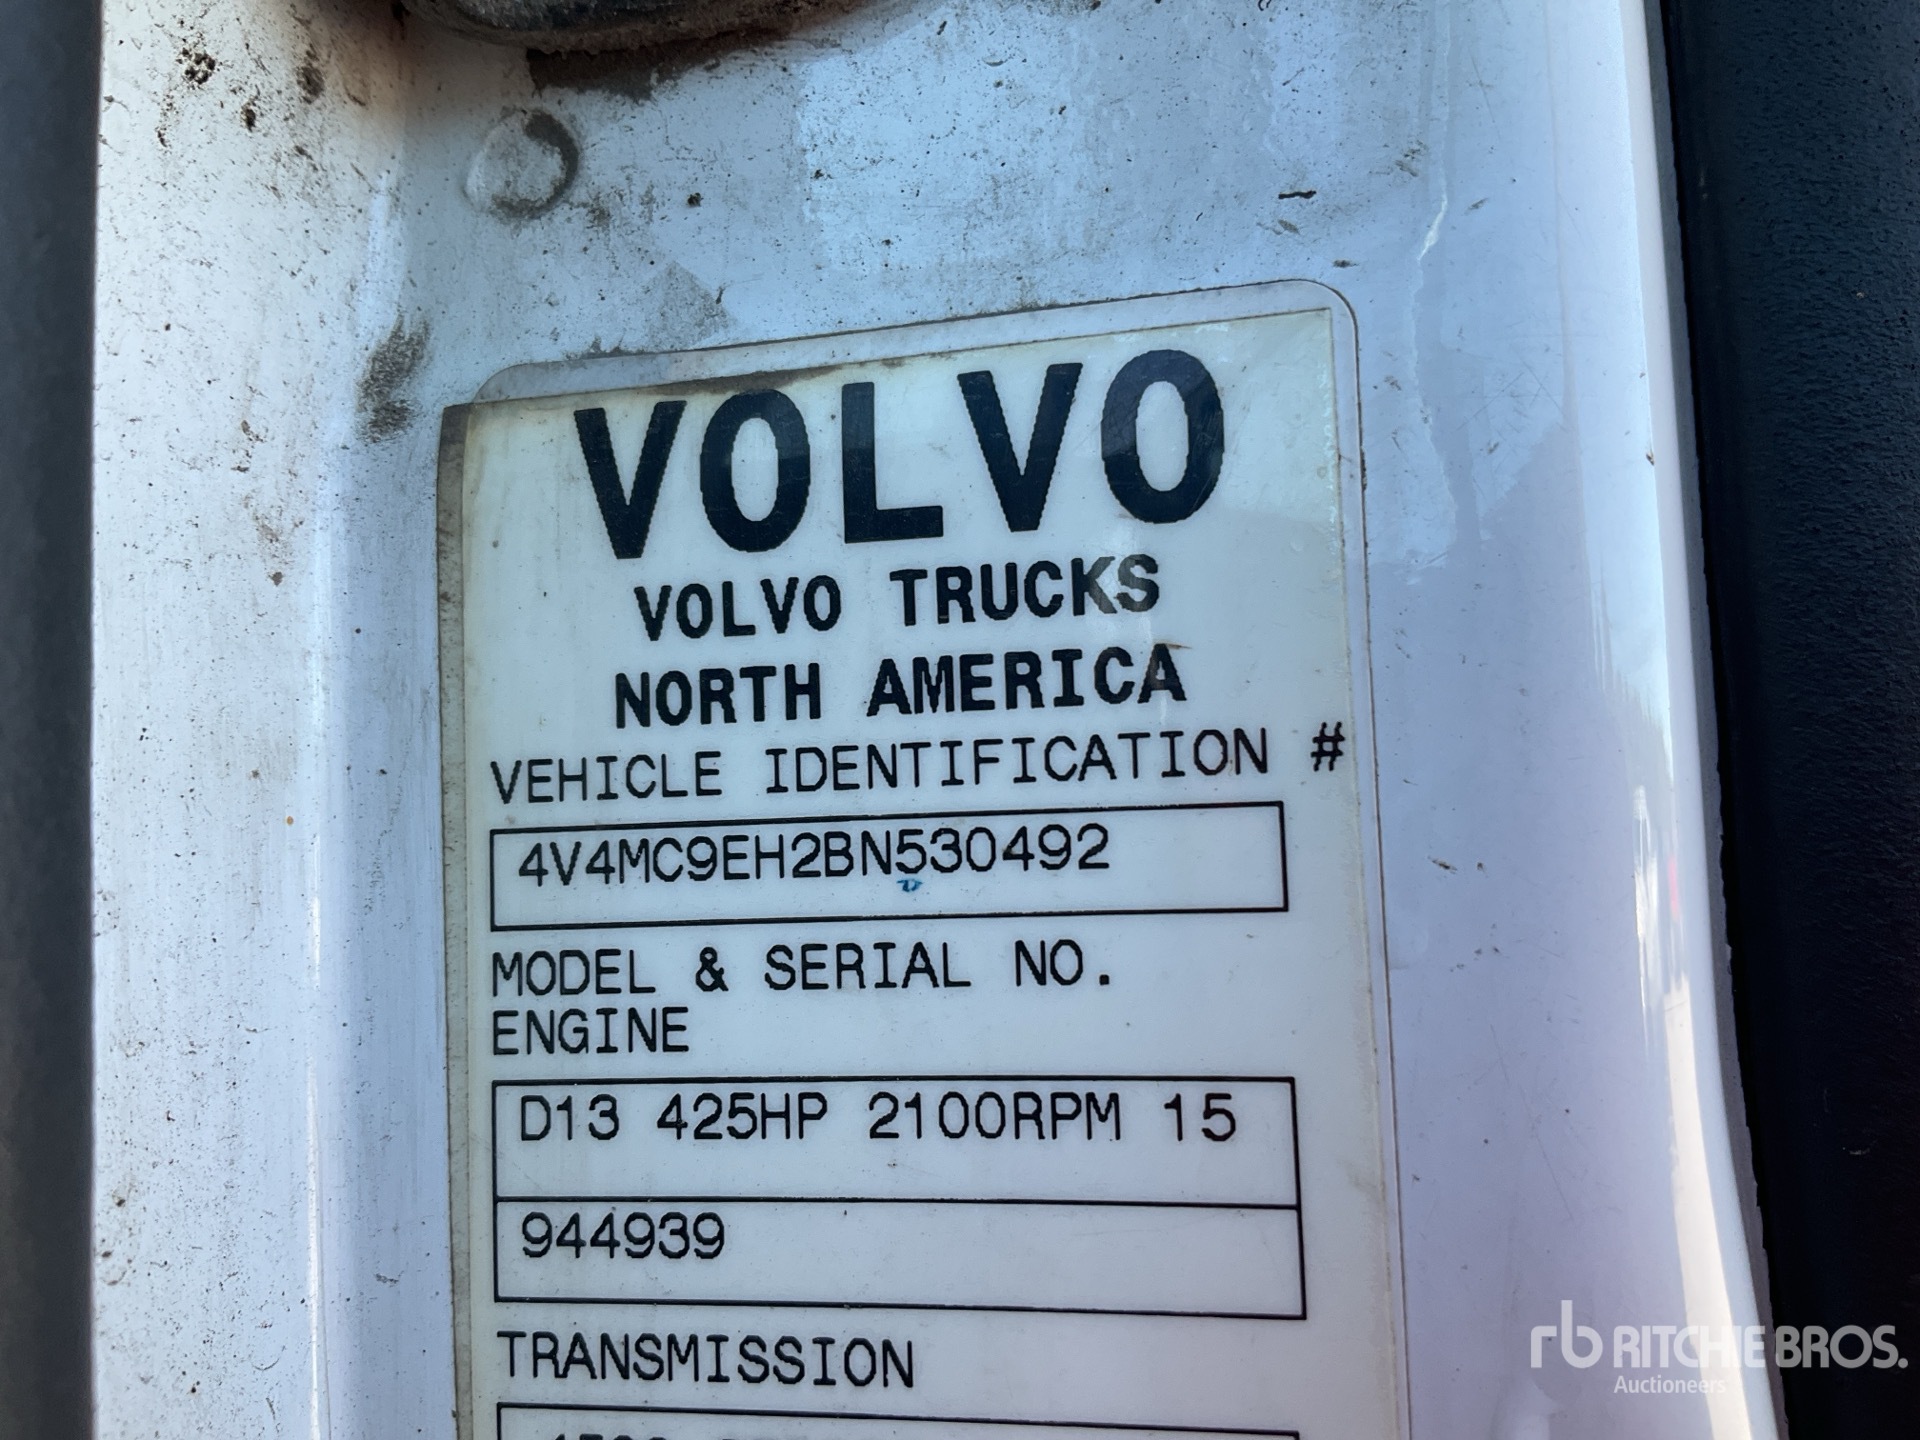 VOLVO
VOLVO TRUCKS
NORTH AMERICA
VEHICLE IDENTIFICATION #
4V4MC9EH2BN530492
MODEL & SERIAL NO.
ENGINE
D13 425HP 2100RPM 15
944939
TRANSMISSION
rb RITCHIE BROS.
Auctioneers